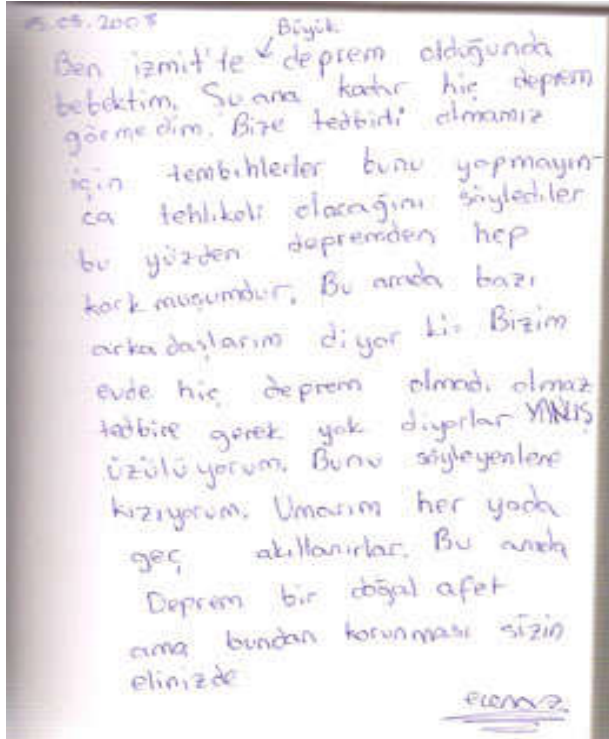 05.2008
Büyük
Ben izmit'te deprem olduğunda
bebektim. Su ana kadar hiç deprem
görmedim. Bize tedbirli olmamız
için tembihlerler bunu yapmayın-
ca tehlikeli olacağını söylediler
bu yüzden depremden hep
korkmuşumdur. Bu arada bazı
arkadaşlarım diyor ki: Bizim
evde hiç deprem olmadı olmaz
tedbire gerek yok diyorlar YANLIŞ
üzülüyorum. Bunu söyleyenlere
kızıyorum. Umarım her yada
geç akıllanırlar. Bu arada
Deprem bir doğal afet
ama bundan korunması sizin
elinizde